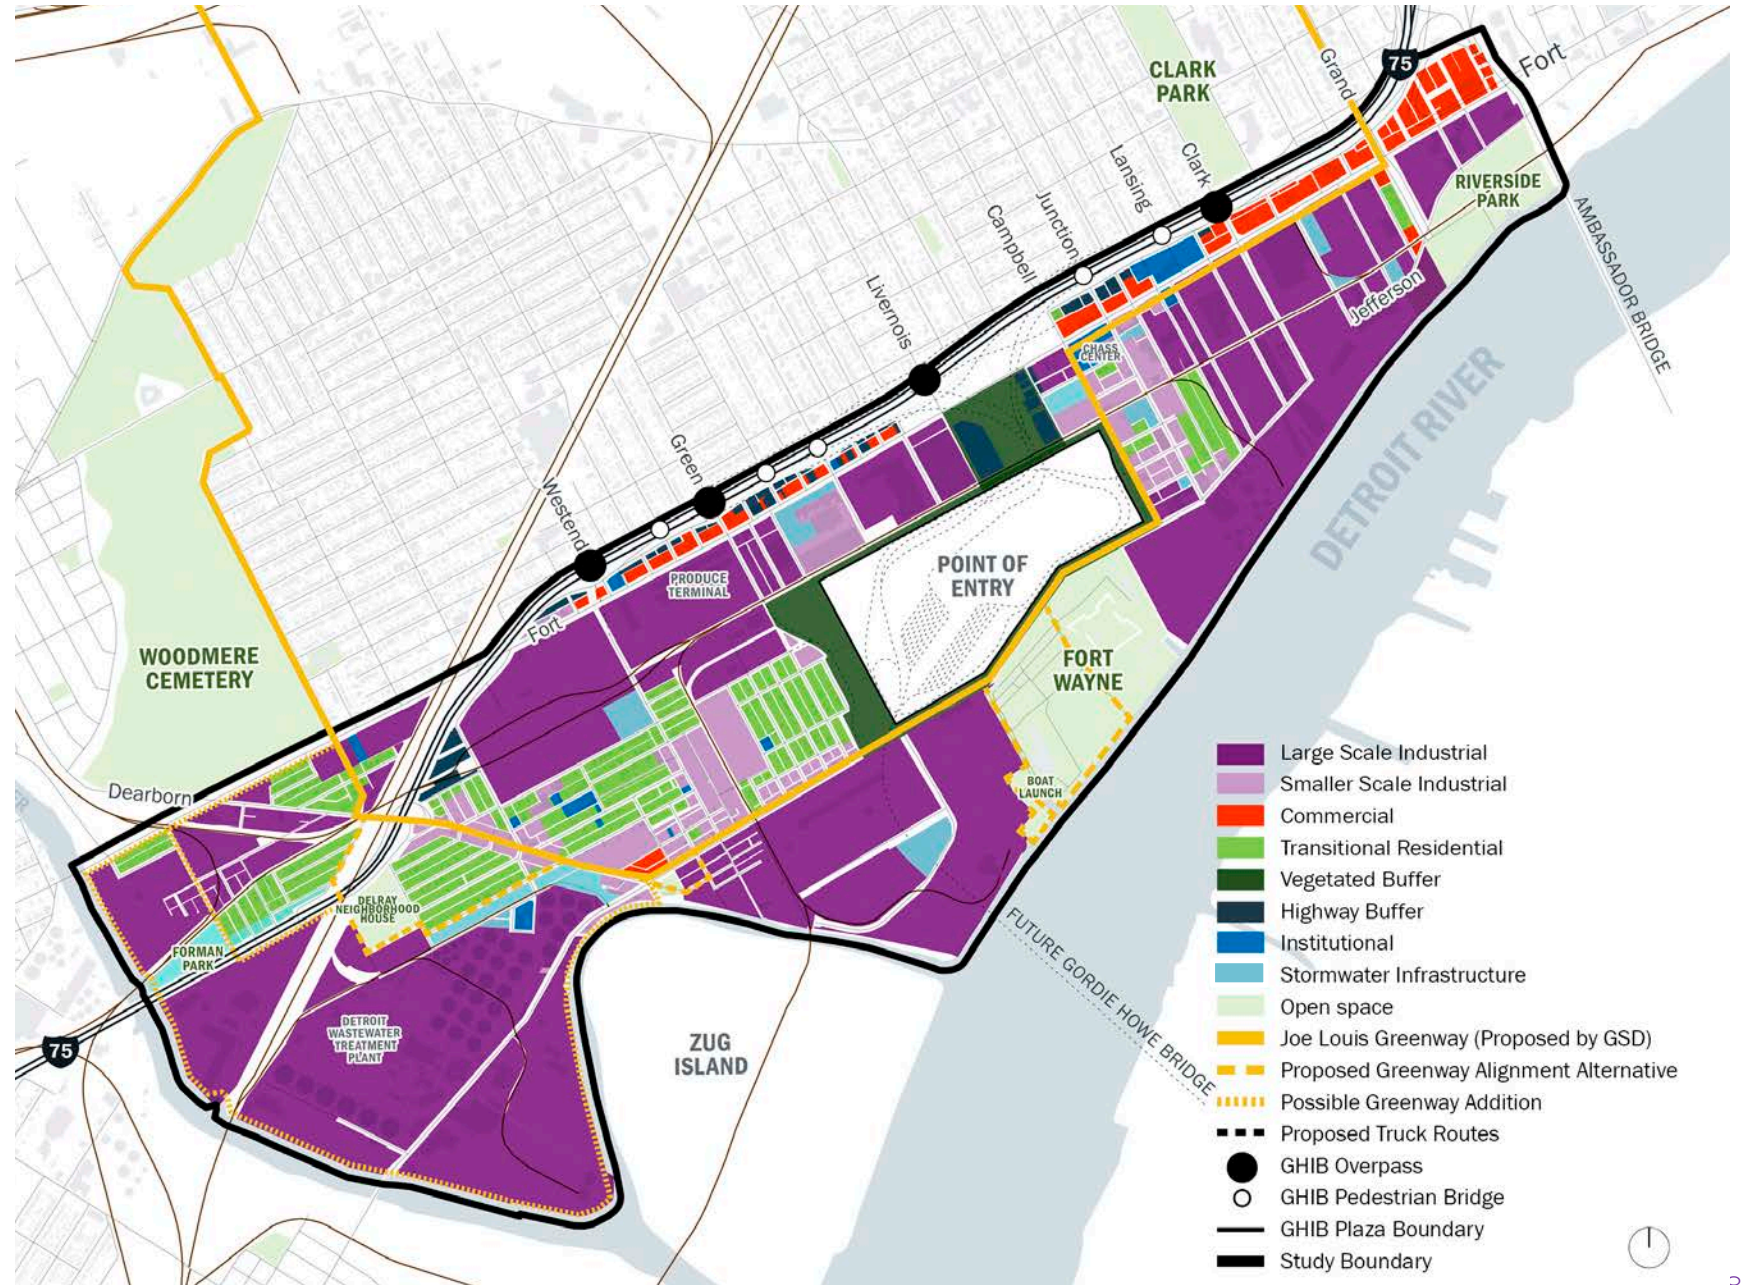 CLARK
PARK
Grand
75
Fort
RIVERSIDE
PARK
AMBASSADOR BRIDGE
Clark
Lansing
Junction
Campbell
Livernois
Green
Westend
Jefferson
CHASS
CENTER
DETROIT RIVER
POINT OF
ENTRY
PRODUCE
TERMINAL
Fort
FORT
WAYNE
WOODMERE
CEMETERY
Dearborn
BOAT
LAUNCH
DELRAY
NEIGHBORHOOD
HOUSE
FORMAN
PARK
75
DETROIT
WASTEWATER
TREATMENT
PLANT
ZUG
ISLAND
FUTURE GORDIE HOWE BRIDGE
Large Scale Industrial
Smaller Scale Industrial
Commercial
Transitional Residential
Vegetated Buffer
Highway Buffer
Institutional
Stormwater Infrastructure
Open space
Joe Louis Greenway (Proposed by GSD)
Proposed Greenway Alignment Alternative
Possible Greenway Addition
Proposed Truck Routes
GHIB Overpass
GHIB Pedestrian Bridge
GHIB Plaza Boundary
Study Boundary